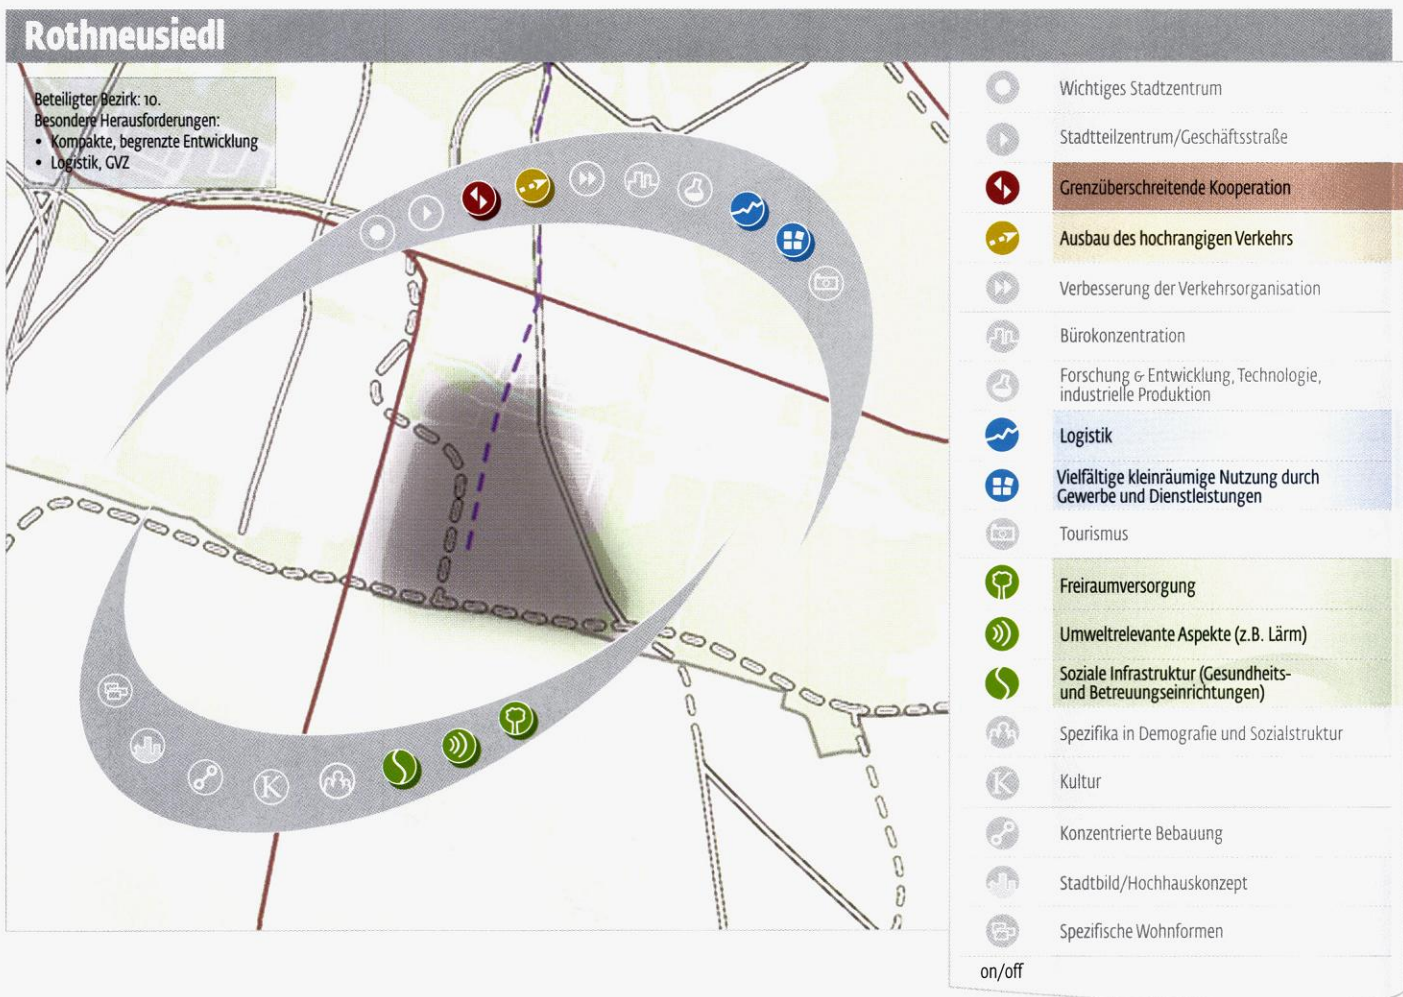 Rothneusiedl
Beteiligter Bezirk: 10.
Besondere Herausforderungen:
• Kompakte, begrenzte Entwicklung
• Logistik, GVZ
K
Wichtiges Stadtzentrum
Stadtteilzentrum/Geschäftsstraße
Grenzüberschreitende Kooperation
Ausbau des hochrangigen Verkehrs
Verbesserung der Verkehrsorganisation
Bürokonzentration
Forschung & Entwicklung, Technologie,
industrielle Produktion
Logistik
Vielfältige kleinräumige Nutzung durch
Gewerbe und Dienstleistungen
Tourismus
Freiraumversorgung
Umweltrelevante Aspekte (z.B. Lärm)
Soziale Infrastruktur (Gesundheits-
und Betreuungseinrichtungen)
Spezifika in Demografie und Sozialstruktur
K Kultur
Konzentrierte Bebauung
Stadtbild/Hochhauskonzept
Spezifische Wohnformen
on/off